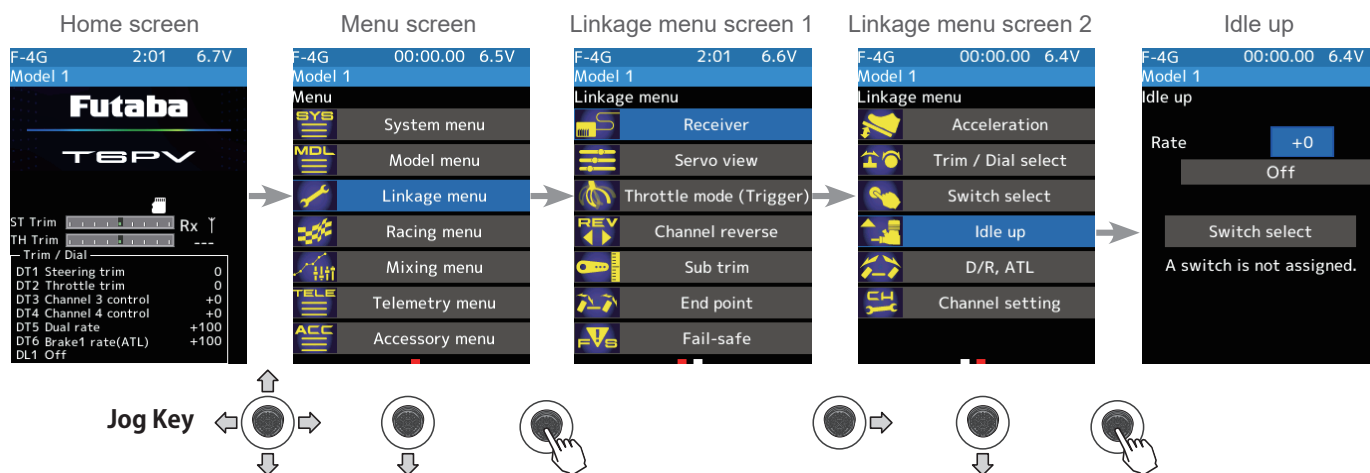 Home screen
F-4G 2:01 6.7V
Model 1
Futaba
T6PV
ST Trim
Rx
TH Trim
---
Trim / Dial
DT1 Steering trim 0
DT2 Throttle trim 0
DT3 Channel 3 control +0
DT4 Channel 4 control +0
DT5 Dual rate +100
DT6 Brake1 rate(ATL) +100
DL1 Off
Menu screen
F-4G 00:00.00 6.5V
Model 1
Menu
SYS System menu
MDL Model menu
Linkage menu
Racing menu
Mixing menu
TELE Telemetry menu
ACC Accessory menu
Linkage menu screen 1
F-4G 2:01 6.6V
Model 1
Linkage menu
Receiver
Servo view
Throttle mode (Trigger)
REV Channel reverse
Sub trim
End point
F S Fail-safe
Linkage menu screen 2
F-4G 00:00.00 6.4V
Model 1
Linkage menu
Acceleration
Trim / Dial select
Switch select
Idle up
D/R, ATL
CH Channel setting
Idle up
F-4G 00:00.00 6.4V
Model 1
Idle up
Rate +0
Off
Switch select
A switch is not assigned.
Jog Key